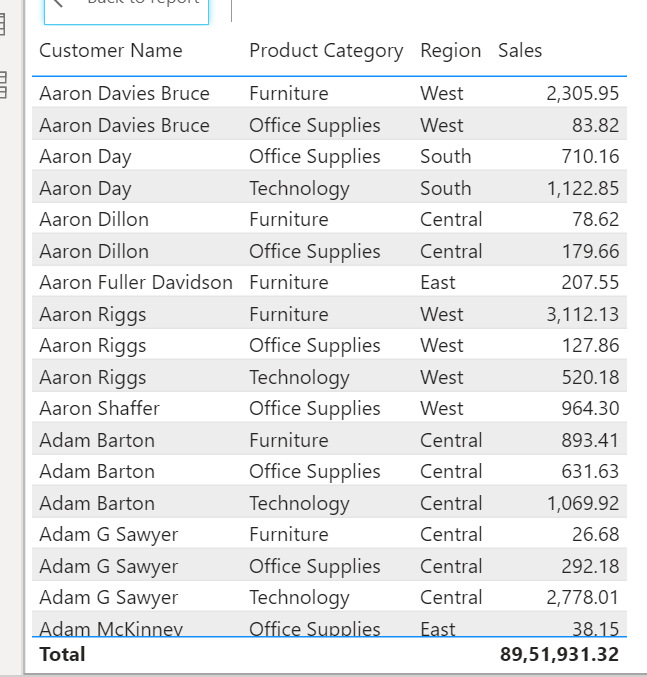 Back to report
Customer Name Product Category Region Sales
Aaron Davies Bruce Furniture West 2,305.95
Aaron Davies Bruce Office Supplies West 83.82
Aaron Day Office Supplies South 710.16
Aaron Day Technology South 1,122.85
Aaron Dillon Furniture Central 78.62
Aaron Dillon Office Supplies Central 179.66
Aaron Fuller Davidson Furniture East 207.55
Aaron Riggs Furniture West 3,112.13
Aaron Riggs Office Supplies West 127.86
Aaron Riggs Technology West 520.18
Aaron Shaffer Office Supplies West 964.30
Adam Barton Furniture Central 893.41
Adam Barton Office Supplies Central 631.63
Adam Barton Technology Central 1,069.92
Adam G Sawyer Furniture Central 26.68
Adam G Sawyer Office Supplies Central 292.18
Adam G Sawyer Technology Central 2,778.01
Adam McKinney Office Supplies East 38.15
Total 89,51,931.32